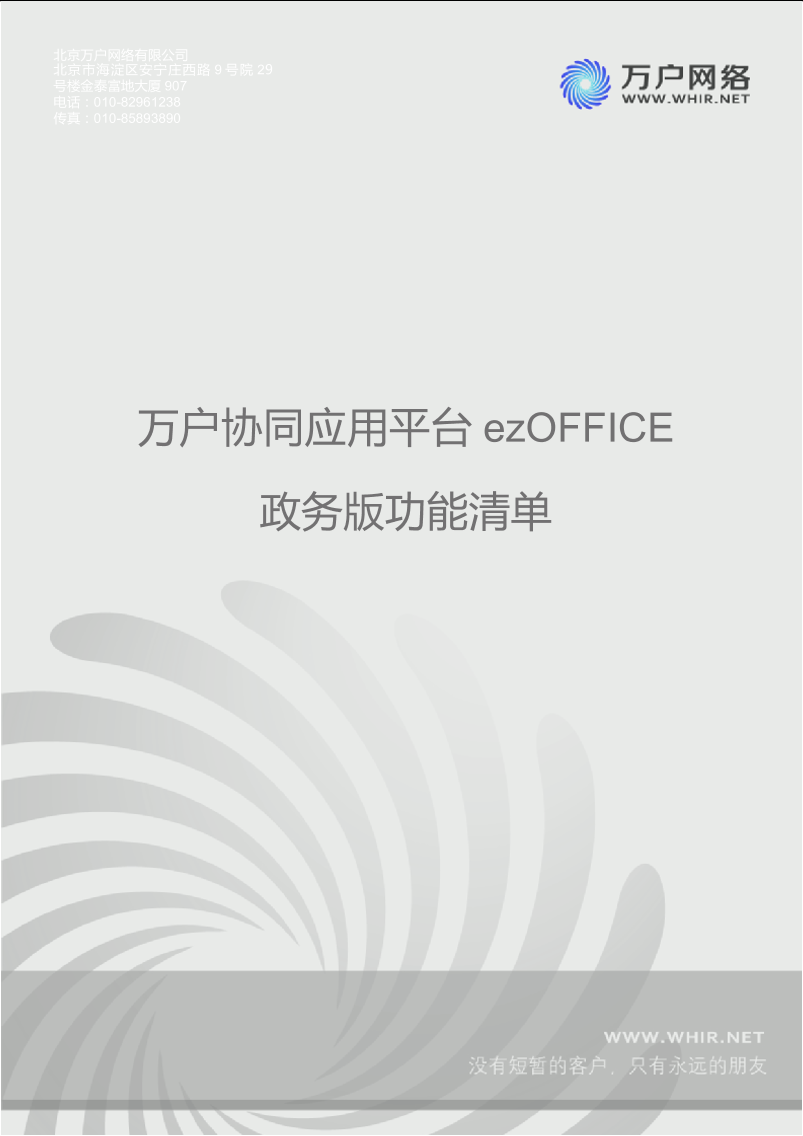 北京万户网络有限公司
北京市海淀区安宁庄西路 9 号院 29
号楼金泰富地大厦 907
电话：010-82961238
传真：010-85893890
万户网络
WWW.WHIR.NET
万户协同应用平台 ezOFFICE
政务版功能清单
WWW.WHIR.NET
没有短暂的客户，只有永远的朋友